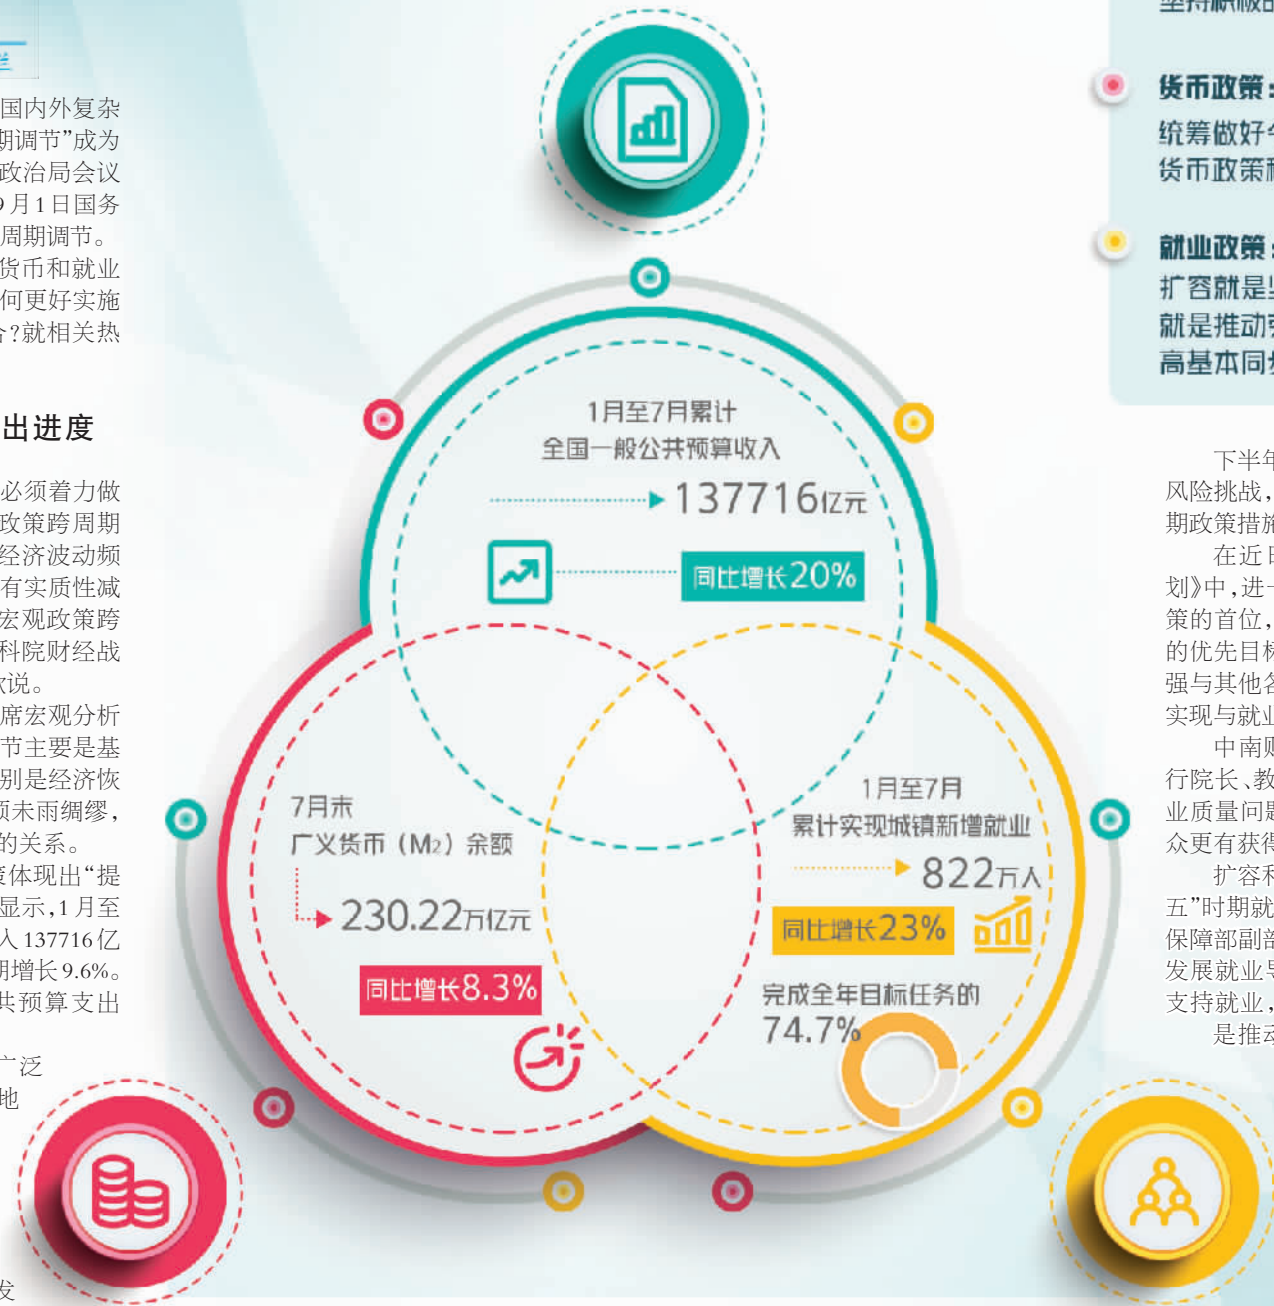 兰
国内外复杂
期调节”成为
政治局会议
9月1日国务
周期调节。
货币和就业
何更好实施
合?就相关热
出进度
必须着力做
政策跨周期
经济波动频
有实质性减
宏观政策跨
科院财经战
欢说。
席宏观分析
节主要是基
别是经济恢
须未雨绸缪,
的关系。
策体现出“提
显示,1月至
入137716亿
期增长9.6%。
共预算支出
广泛
地
发
1月至7月累计
全国一般公共预算收入
137716亿元
同比增长20%
7月末
广义货币（M2）余额
230.22万亿元
同比增长8.3%
1月至7月
累计实现城镇新增就业
822万人
同比增长23%
完成全年目标任务的
74.7%
坚持积极的
货币政策:
统筹做好今
货币政策稳
就业政策:
扩容就是坚
就是推动劳
高基本同步
下半年
风险挑战,
期政策措施
在近日
划》中,进一
策的首位,
的优先目标
强与其他各
实现与就业
中南财
行院长、教
业质量问题
众更有获得
扩容和
五”时期就业
保障部副部
发展就业导
支持就业,
是推动